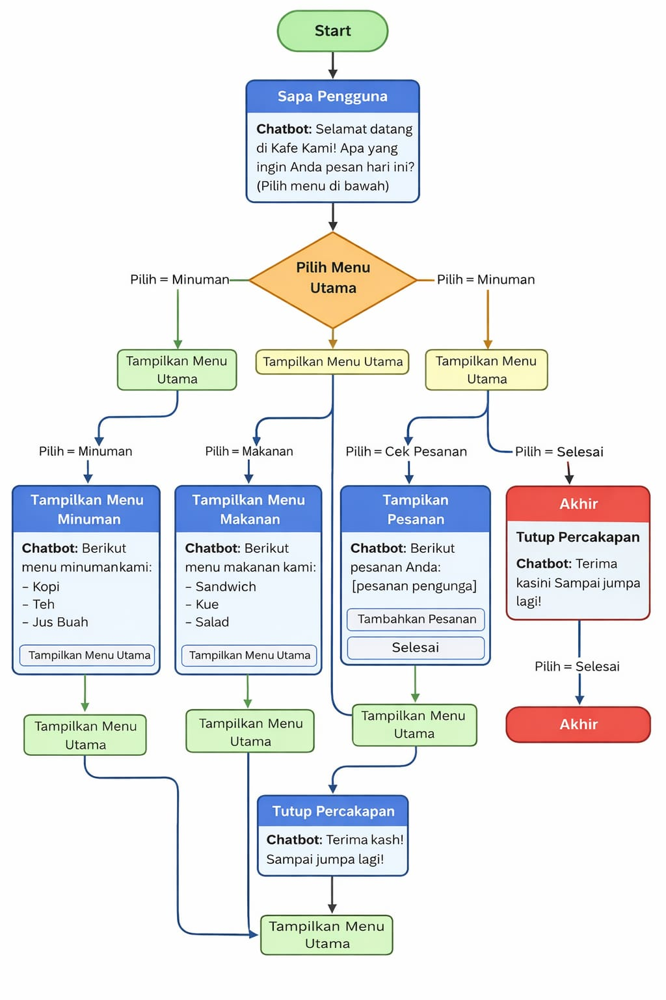 Start
Sapa Pengguna
Chatbot: Selamat datang
di Kafe Kami! Apa yang
ingin Anda pesan hari ini?
(Pilih menu di bawah)
Pilih Menu
Utama
Pilih = Minuman
Pilih = Minuman
Tampilkan Menu
Utama
Tampilkan Menu Utama
Tampilkan Menu
Utama
Pilih = Minuman
Pilih = Makanan
Pilih = Cek Pesanan
Pilih = Selesai
Tampilkan Menu
Minuman
Chatbot: Berikut
menu minumankami:
– Kopi
– Teh
– Jus Buah
Tampilkan Menu Utama
Tampilkan Menu
Makanan
Chatbot: Berikut
menu makanan kami:
– Sandwich
– Kue
– Salad
Tampilkan Menu Utama
Tampikan
Pesanan
Chatbot: Berikut
pesanan Anda:
[pesanan pengunga]
Tambahkan Pesanan
Selesai
Akhir
Tutup Percakapan
Chatbot: Terima
kasini Sampai jumpa
lagi!
Pilih = Selesai
Akhir
Tampilkan Menu
Utama
Tampilkan Menu
Utama
Tampilkan Menu
Utama
Tutup Percakapan
Chatbot: Terima kash!
Sampai jumpa lagi!
Tampilkan Menu
Utama